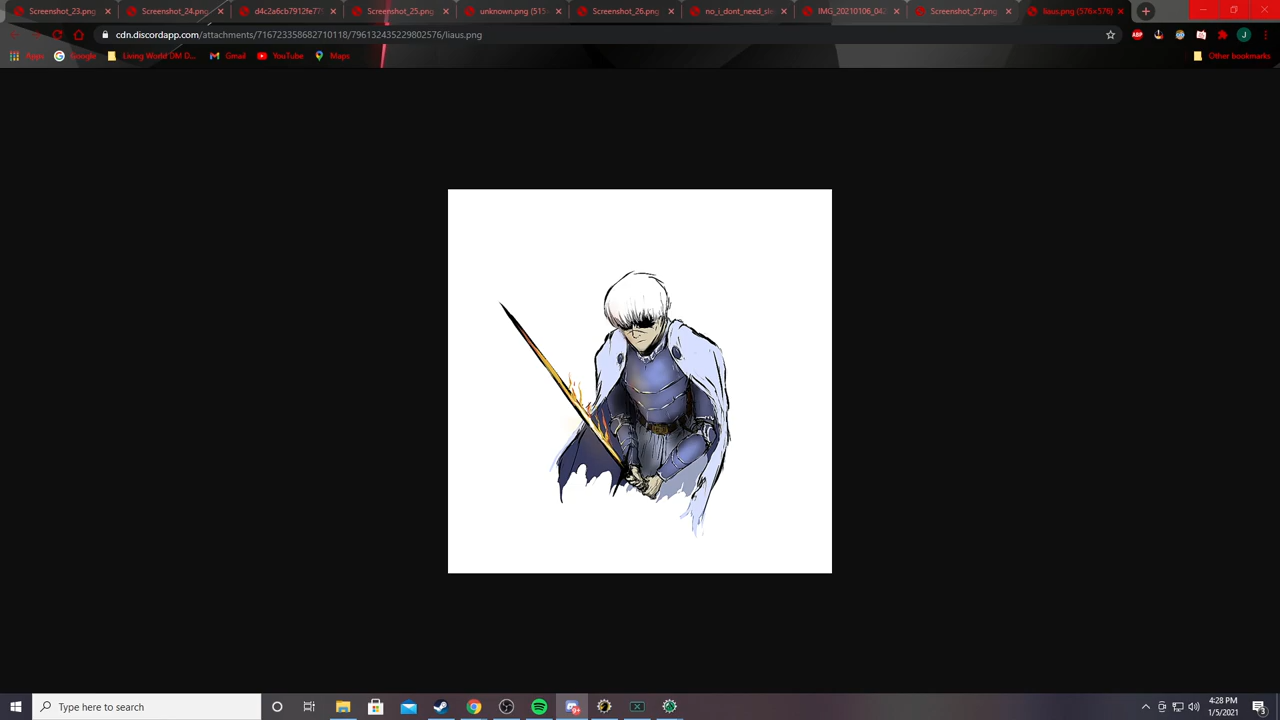 Screenshot_23.png
Screenshot_24.png
d4c2a6cb7912fe77
Screenshot_25.png
unknown.png (515
Screenshot_26.png
no_i_dont_need_sl
IMG_20210106_042
Screenshot_27.png
liaus.png (576×576)
cdn.discordapp.com/attachments/716723358682710118/796132435229802576/liaus.png
ABP
J
Apps
Google
Living World DM D...
Gmail
YouTube
Maps
Other bookmarks
Type here to search
4:28 PM
1/5/2021